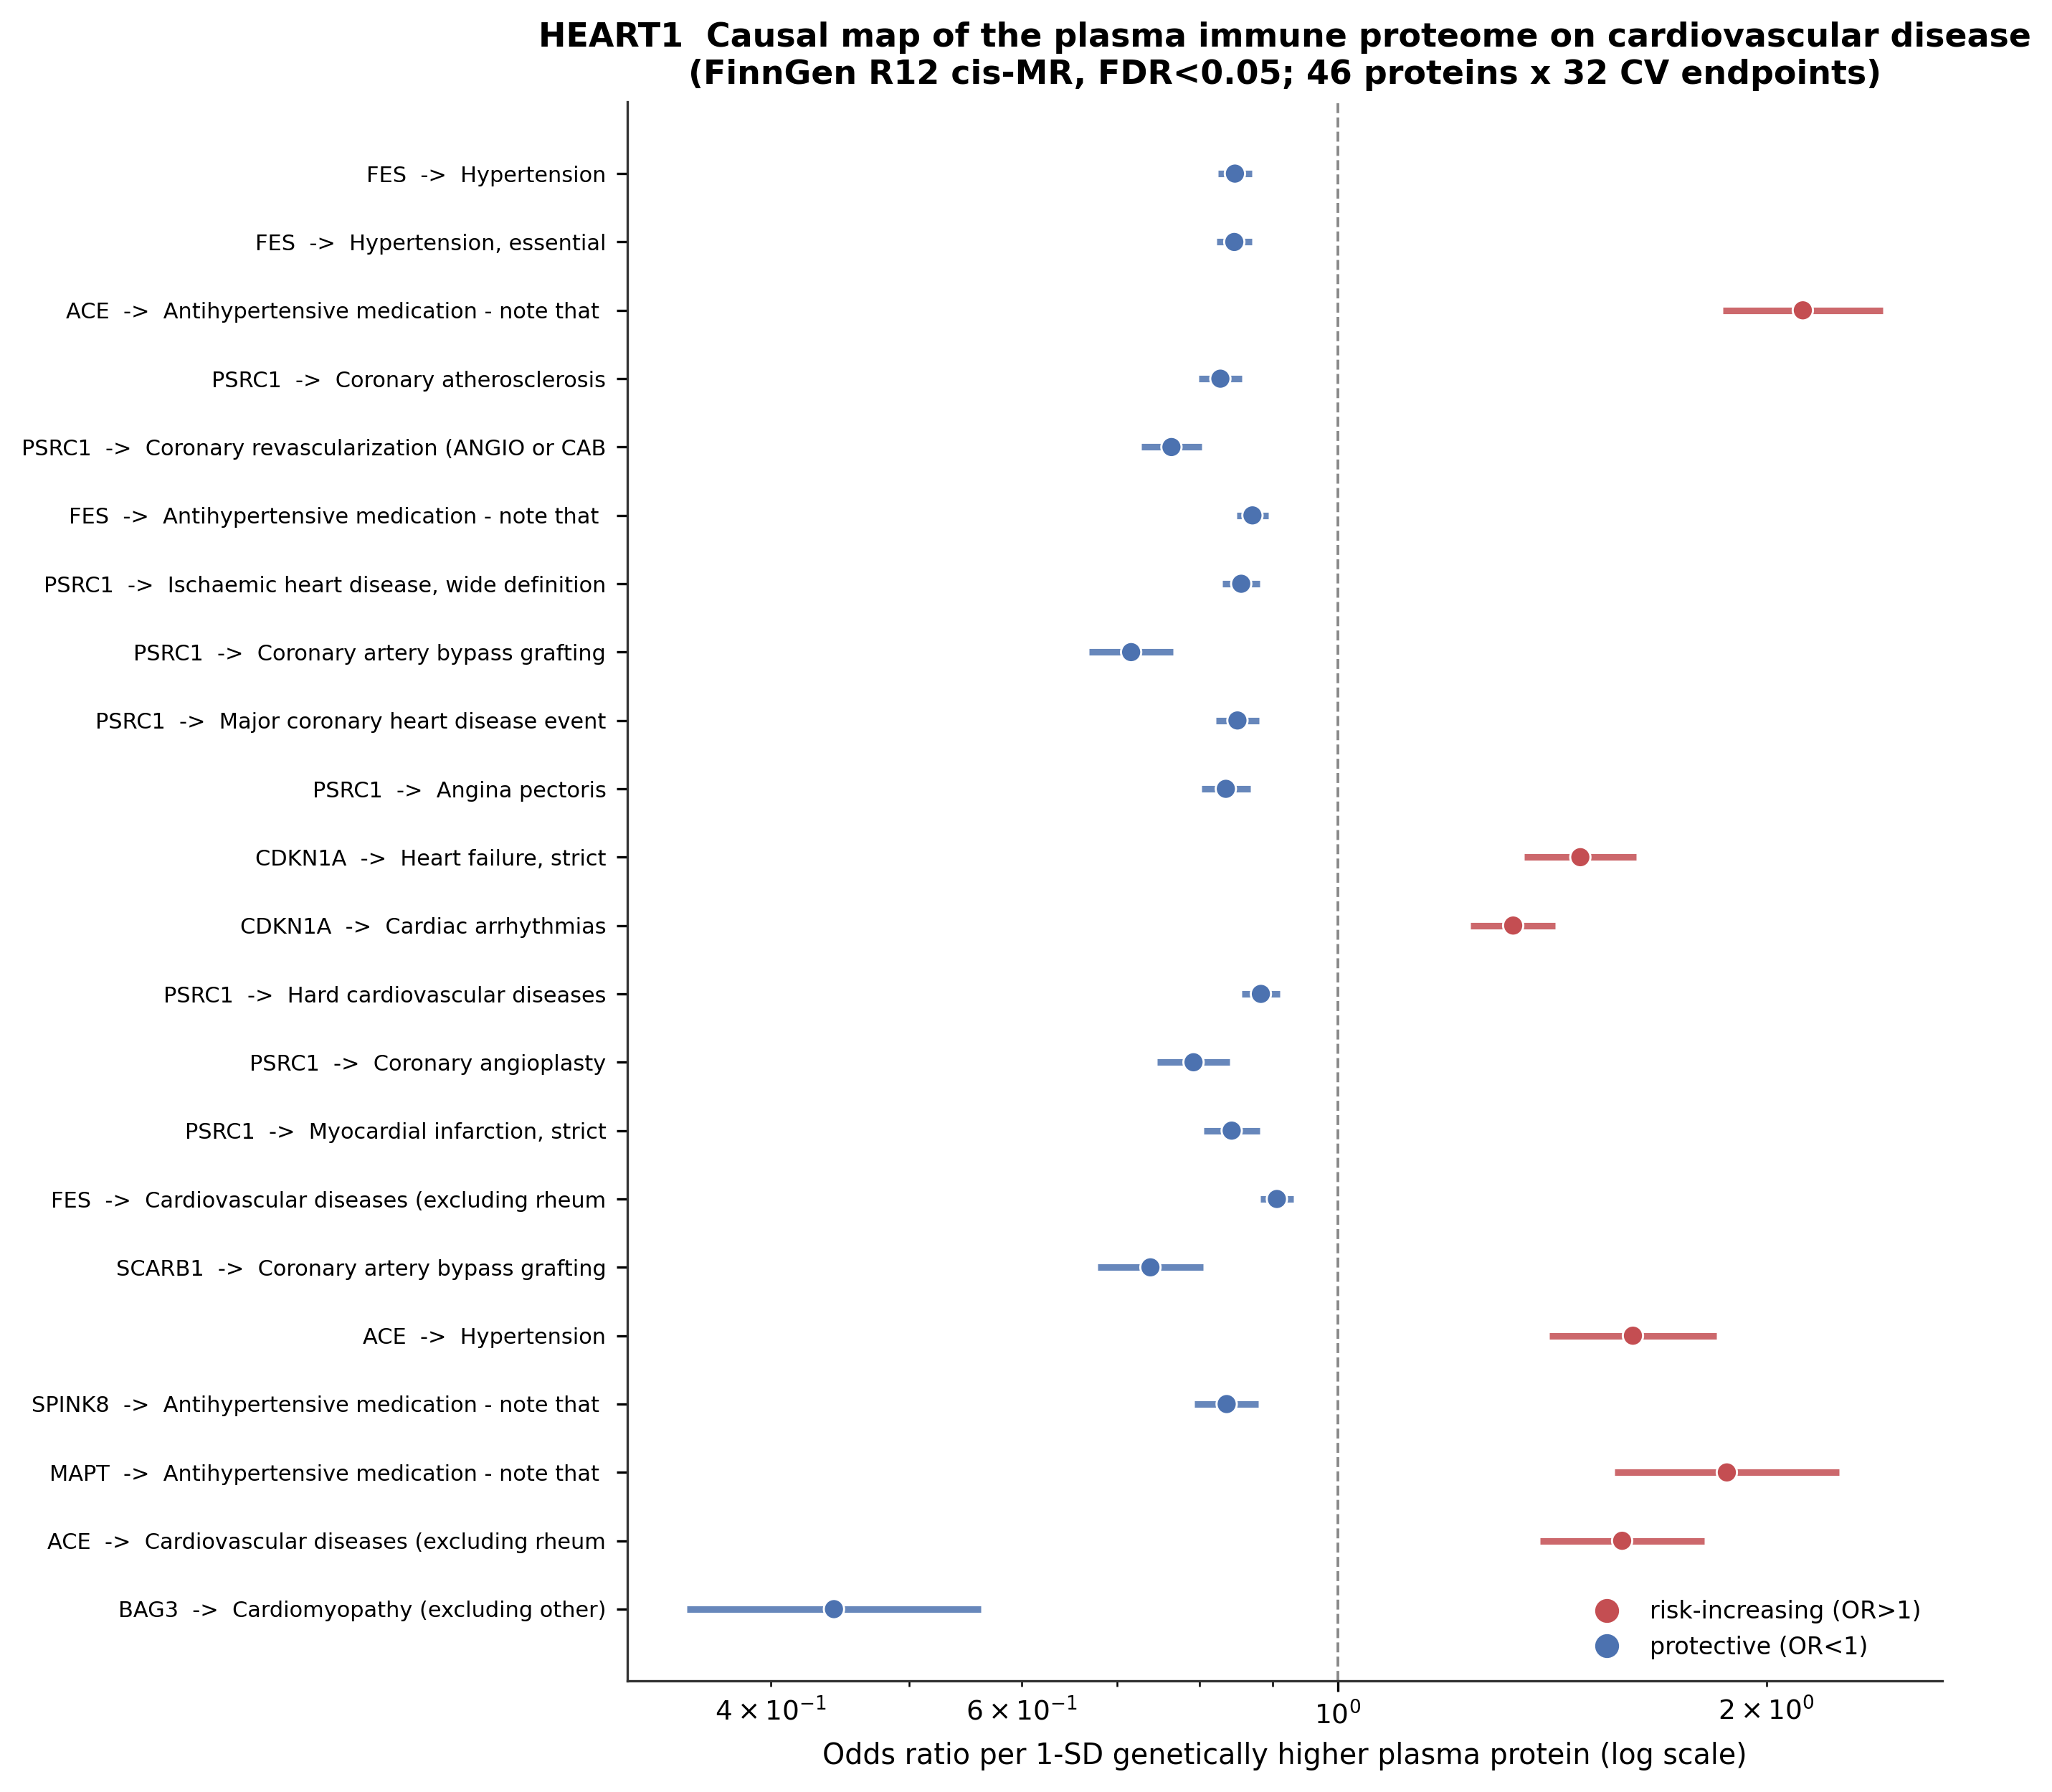 HEART1  Causal map of the plasma immune proteome on cardiovascular disease
(FinnGen R12 cis-MR, FDR<0.05; 46 proteins x 32 CV endpoints)
FES  ->  Hypertension
FES  ->  Hypertension, essential
ACE  ->  Antihypertensive medication - note that
PSRC1  ->  Coronary atherosclerosis
PSRC1  ->  Coronary revascularization (ANGIO or CAB
FES  ->  Antihypertensive medication - note that
PSRC1  ->  Ischaemic heart disease, wide definition
PSRC1  ->  Coronary artery bypass grafting
PSRC1  ->  Major coronary heart disease event
PSRC1  ->  Angina pectoris
CDKN1A  ->  Heart failure, strict
CDKN1A  ->  Cardiac arrhythmias
PSRC1  ->  Hard cardiovascular diseases
PSRC1  ->  Coronary angioplasty
PSRC1  ->  Myocardial infarction, strict
FES  ->  Cardiovascular diseases (excluding rheum
SCARB1  ->  Coronary artery bypass grafting
ACE  ->  Hypertension
SPINK8  ->  Antihypertensive medication - note that
MAPT  ->  Antihypertensive medication - note that
ACE  ->  Cardiovascular diseases (excluding rheum
BAG3  ->  Cardiomyopathy (excluding other)
risk-increasing (OR>1)
protective (OR<1)
4 × 10⁻¹ 6 × 10⁻¹ 10⁰ 2 × 10⁰
Odds ratio per 1-SD genetically higher plasma protein (log scale)